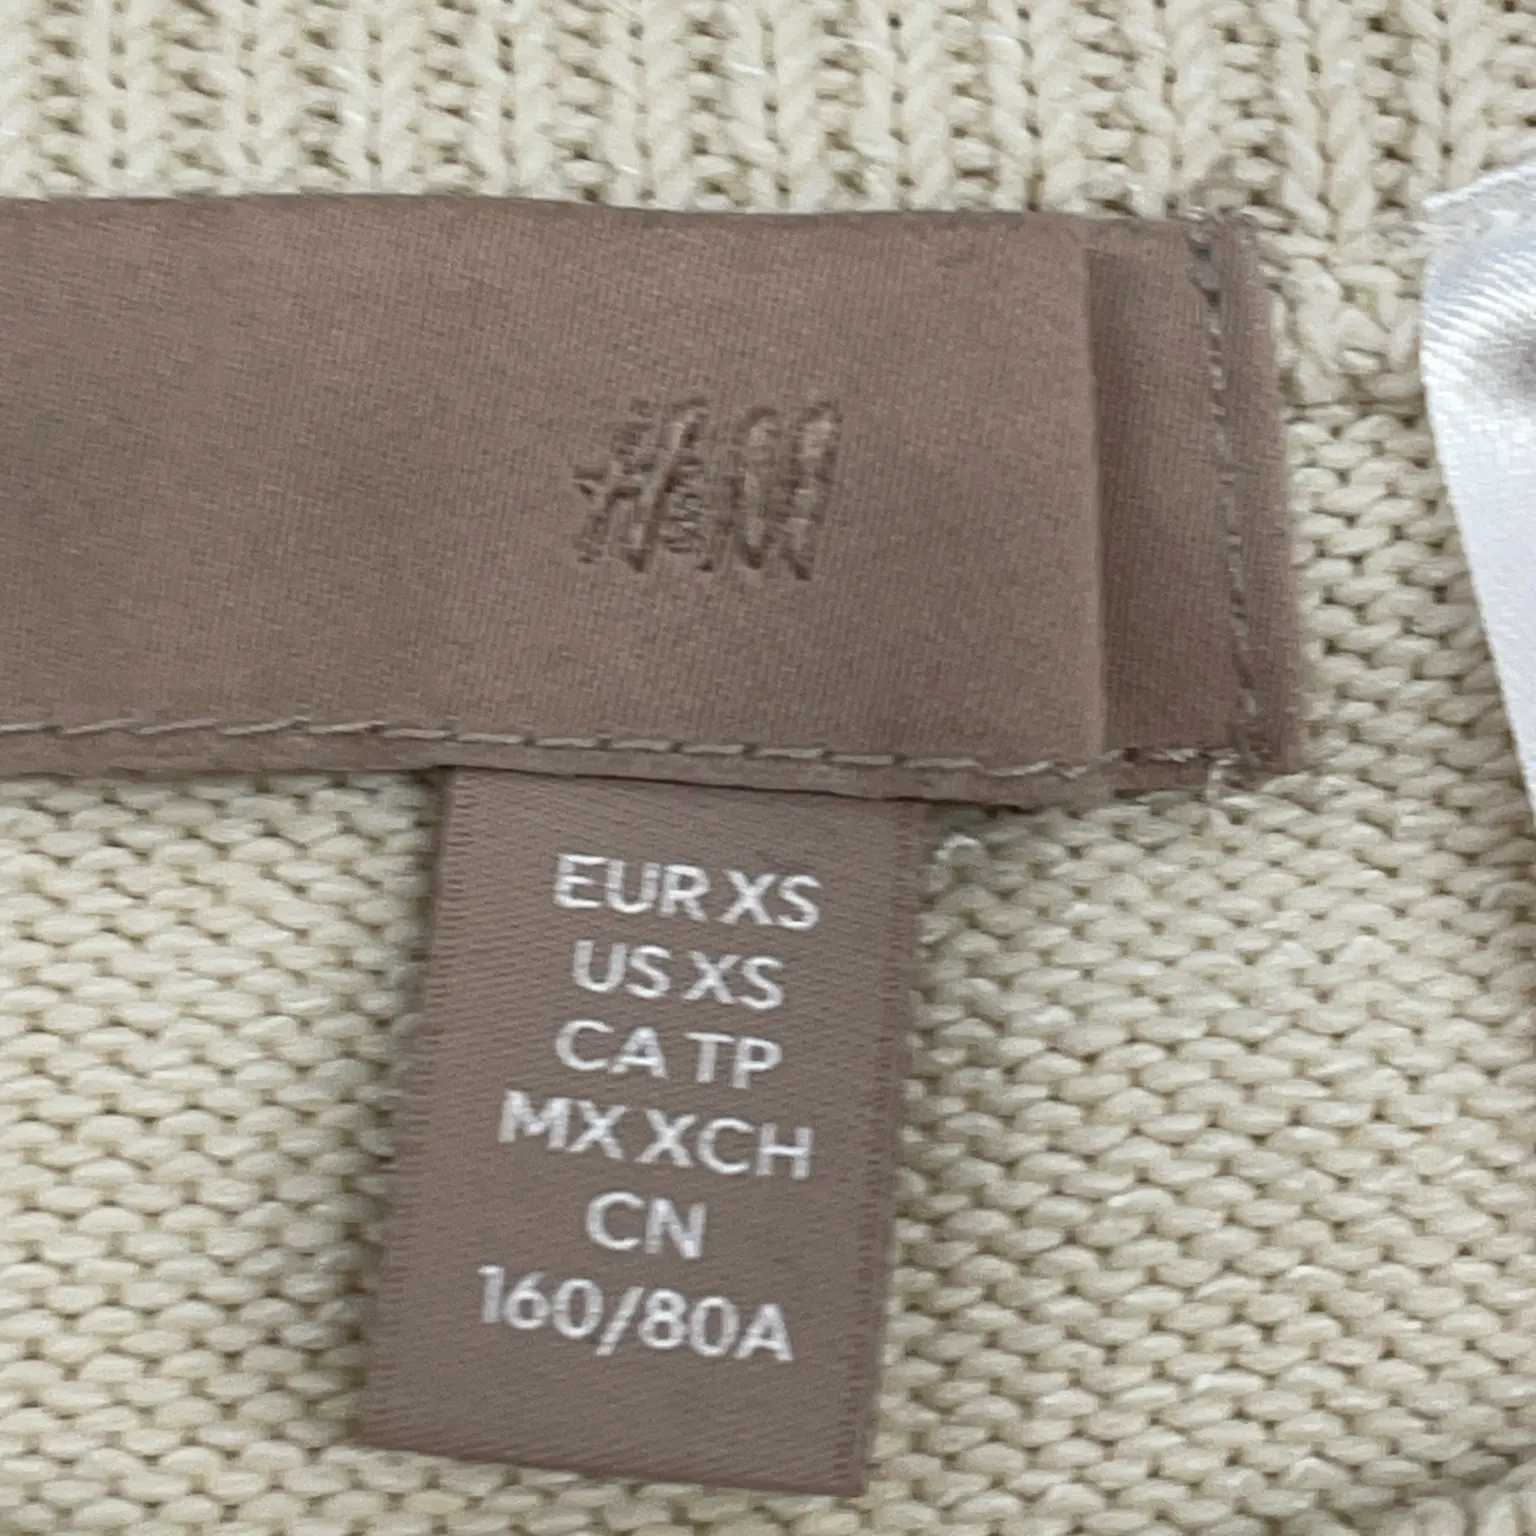 H&M
EUR XS
US XS
CA TP
MX XCH
CN
160/80A